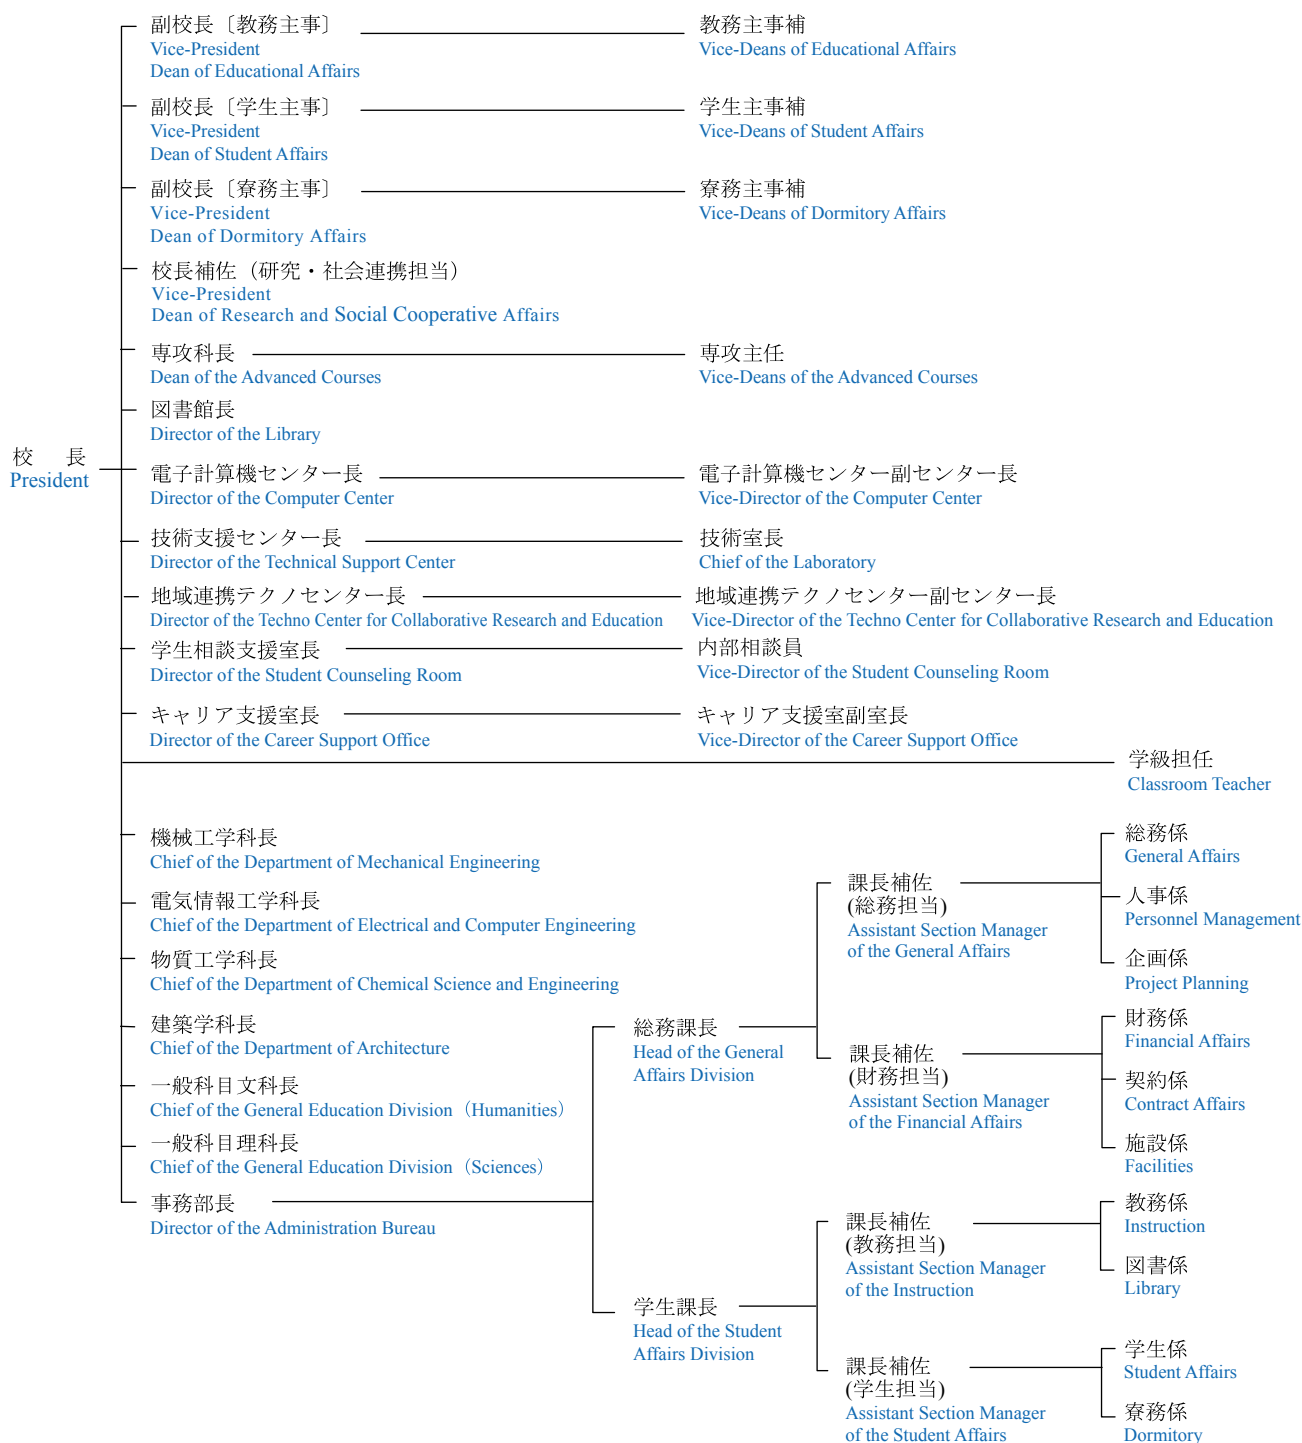 副校長〔教務主事〕
Vice-President
Dean of Educational Affairs
教務主事補
Vice-Deans of Educational Affairs
副校長〔学生主事〕
Vice-President
Dean of Student Affairs
学生主事補
Vice-Deans of Student Affairs
副校長〔寮務主事〕
Vice-President
Dean of Dormitory Affairs
寮務主事補
Vice-Deans of Dormitory Affairs
校長補佐（研究・社会連携担当）
Vice-President
Dean of Research and Social Cooperative Affairs
専攻科長
Dean of the Advanced Courses
専攻主任
Vice-Deans of the Advanced Courses
図書館長
Director of the Library
校　長
President
電子計算機センター長
Director of the Computer Center
電子計算機センター副センター長
Vice-Director of the Computer Center
技術支援センター長
Director of the Technical Support Center
技術室長
Chief of the Laboratory
地域連携テクノセンター長
Director of the Techno Center for Collaborative Research and Education
地域連携テクノセンター副センター長
Vice-Director of the Techno Center for Collaborative Research and Education
学生相談支援室長
Director of the Student Counseling Room
内部相談員
Vice-Director of the Student Counseling Room
キャリア支援室長
Director of the Career Support Office
キャリア支援室副室長
Vice-Director of the Career Support Office
学級担任
Classroom Teacher
機械工学科長
Chief of the Department of Mechanical Engineering
電気情報工学科長
Chief of the Department of Electrical and Computer Engineering
物質工学科長
Chief of the Department of Chemical Science and Engineering
建築学科長
Chief of the Department of Architecture
一般科目文科長
Chief of the General Education Division（Humanities）
一般科目理科長
Chief of the General Education Division（Sciences）
事務部長
Director of the Administration Bureau
総務課長
Head of the General
Affairs Division
課長補佐
(総務担当)
Assistant Section Manager
of the General Affairs
総務係
General Affairs
人事係
Personnel Management
企画係
Project Planning
課長補佐
(財務担当)
Assistant Section Manager
of the Financial Affairs
財務係
Financial Affairs
契約係
Contract Affairs
施設係
Facilities
学生課長
Head of the Student
Affairs Division
課長補佐
(教務担当)
Assistant Section Manager
of the Instruction
教務係
Instruction
図書係
Library
課長補佐
(学生担当)
Assistant Section Manager
of the Student Affairs
学生係
Student Affairs
寮務係
Dormitory